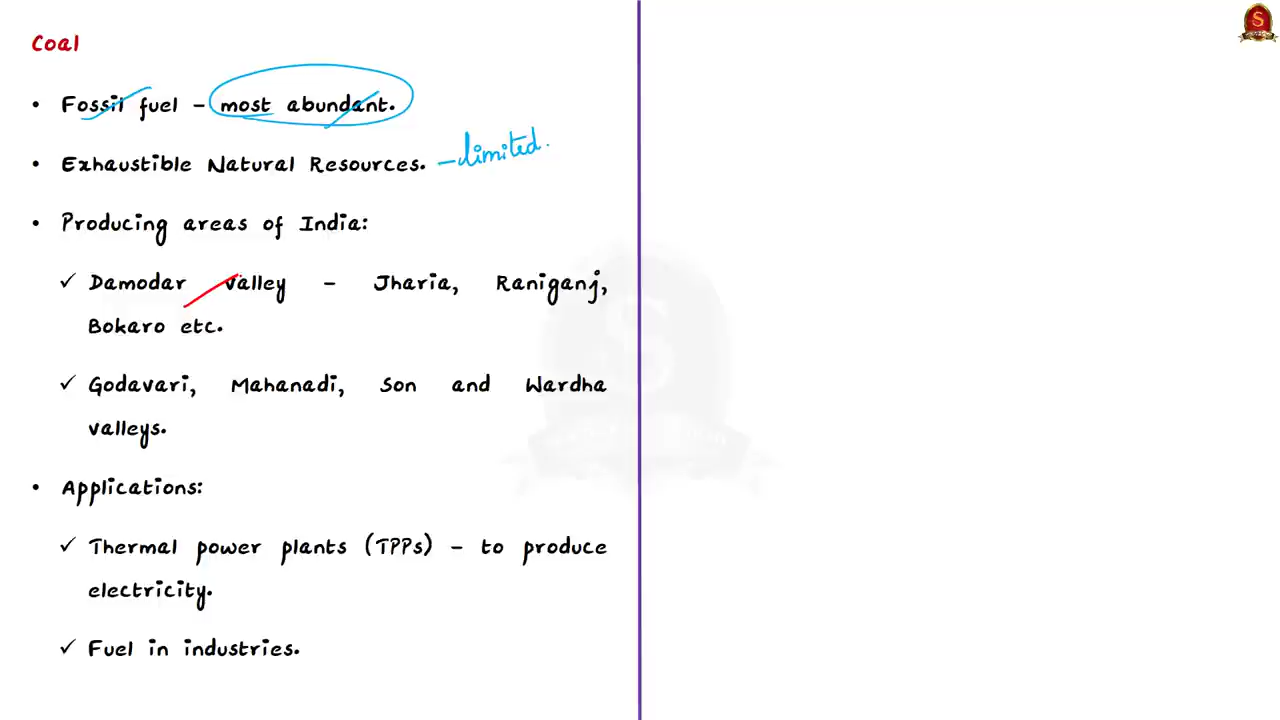 Coal
• Fossil fuel – most abundant.
• Exhaustible Natural Resources. – limited.
• Producing areas of India:
✓ Damodar valley – Jharia, Raniganj,
Bokaro etc.
✓ Godavari, Mahanadi, Son and Wardha
valleys.
• Applications:
✓ Thermal power plants (TPPs) – to produce
electricity.
✓ Fuel in industries.
S